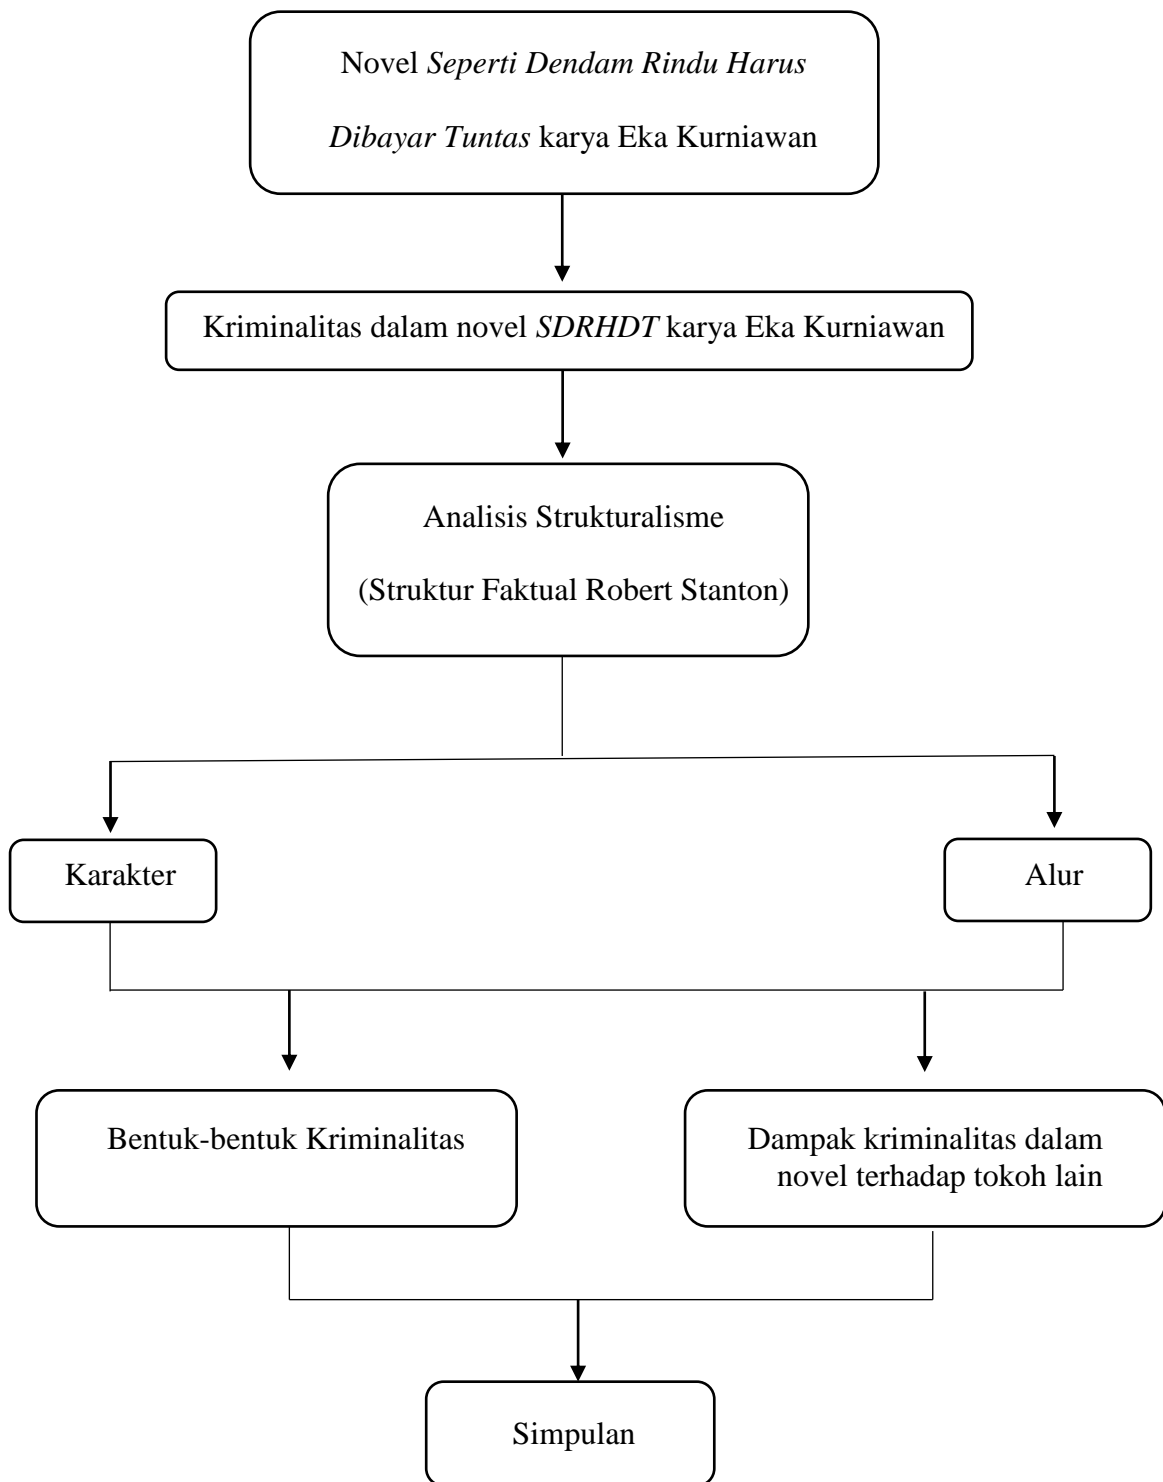 Novel Seperti Dendam Rindu Harus
Dibayar Tuntas karya Eka Kurniawan
Kriminalitas dalam novel SDRHDT karya Eka Kurniawan
Analisis Strukturalisme
(Struktur Faktual Robert Stanton)
Karakter
Alur
Bentuk-bentuk Kriminalitas
Dampak kriminalitas dalam
novel terhadap tokoh lain
Simpulan